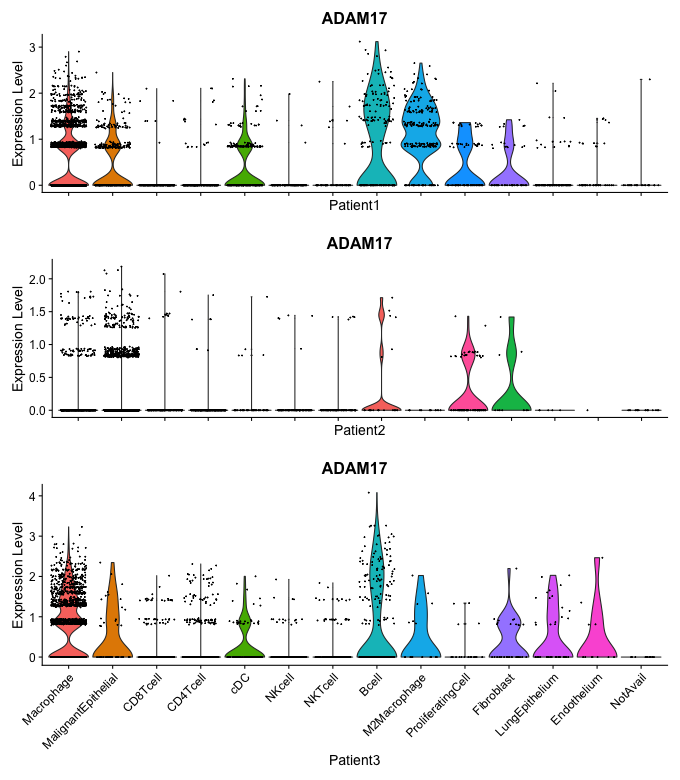 ADAM17
Expression Level
3
2
1
0
Patient1
ADAM17
Expression Level
2.0
1.5
1.0
0.5
0.0
Patient2
ADAM17
Expression Level
4
3
2
1
0
Macrophage
MalignantEpithelial
CD8Tcell
CD4Tcell
cDC
NKcell
NKTcell
Bcell
M2Macrophage
ProliferatingCell
Fibroblast
LungEpithelium
Endothelium
NotAvail
Patient3